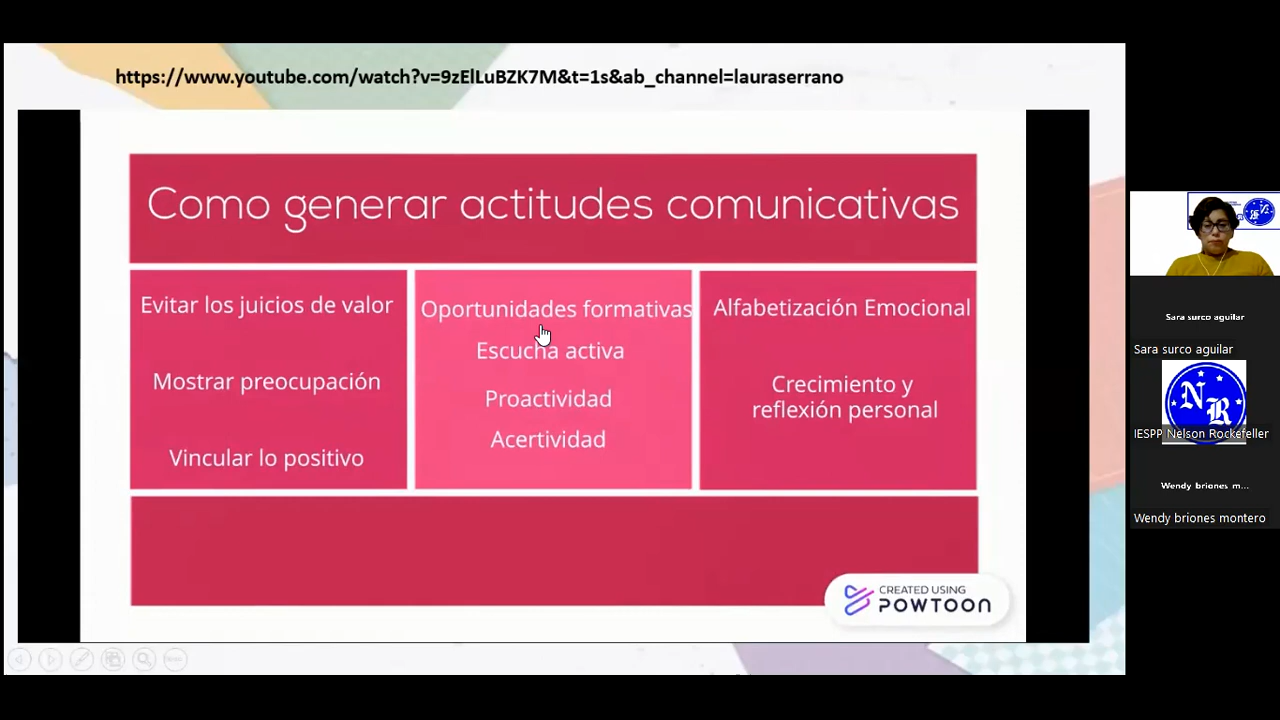 https://www.youtube.com/watch?v=9zElLuBZK7M&t=1s&ab_channel=lauraserrano
Como generar actitudes comunicativas
Evitar los juicios de valor
Mostrar preocupación
Vincular lo positivo
Oportunidades formativas
Escucha activa
Proactividad
Acertividad
Alfabetización Emocional
Crecimiento y
reflexión personal
CREATED USING
POWTOON
Sara surco aguilar
Sara surco aguilar
NR
IESPP Nelson Rockefeller
Wendy briones m...
Wendy briones montero